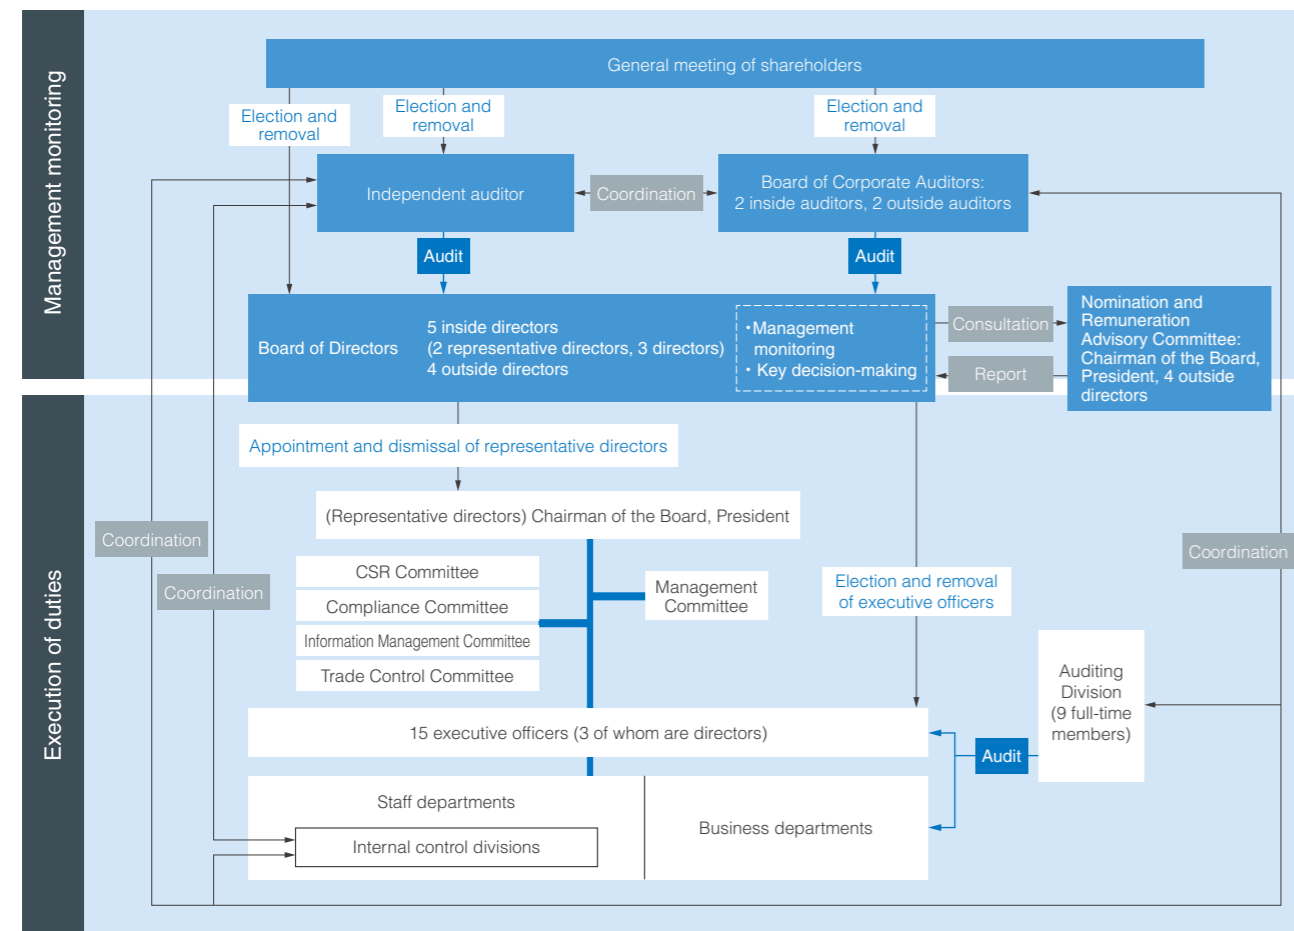 Management monitoring
General meeting of shareholders
Election and
removal
Election and
removal
Election and
removal
Independent auditor
Coordination
Board of Corporate Auditors:
2 inside auditors, 2 outside auditors
Audit
Audit
Board of Directors
5 inside directors
(2 representative directors, 3 directors)
4 outside directors
・Management
monitoring
・Key decision-making
Consultation
Report
Nomination and
Remuneration
Advisory Committee:
Chairman of the Board,
President, 4 outside
directors
Execution of duties
Appointment and dismissal of representative directors
(Representative directors) Chairman of the Board, President
Coordination
Coordination
CSR Committee
Compliance Committee
Information Management Committee
Trade Control Committee
Management
Committee
Election and removal
of executive officers
Coordination
Auditing
Division
(9 full-time
members)
15 executive officers (3 of whom are directors)
Audit
Staff departments
Internal control divisions
Business departments